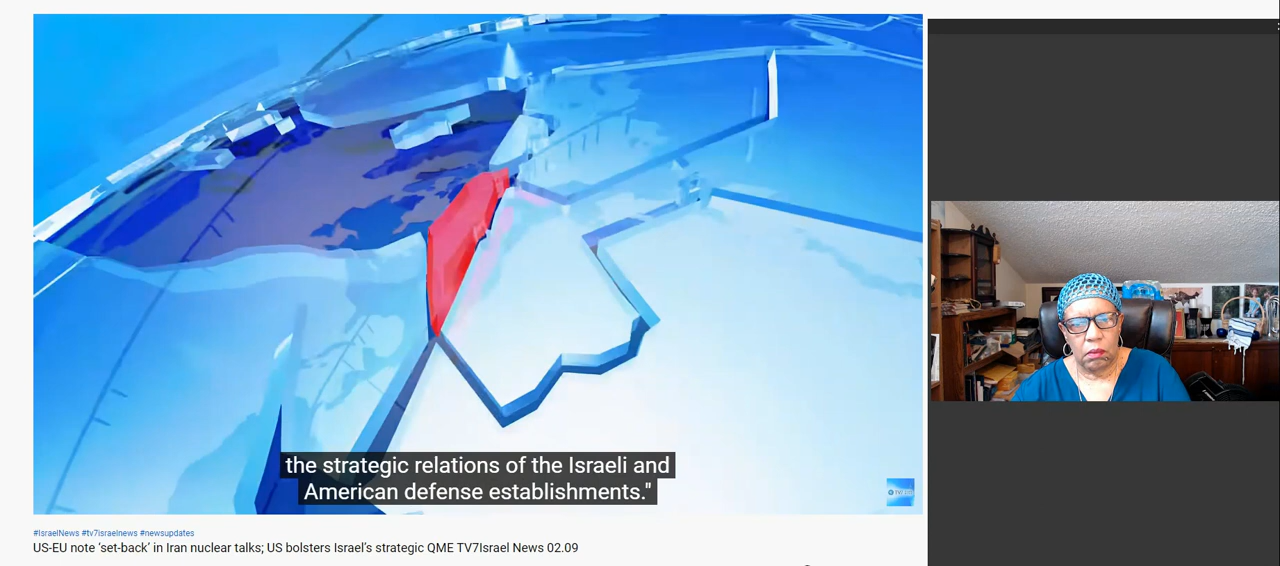 the strategic relations of the Israeli and
American defense establishments."
TV7
#IsraelNews #tv7israelnews #newsupdates
US-EU note ‘set-back’ in Iran nuclear talks; US bolsters Israel’s strategic QME TV7Israel News 02.09